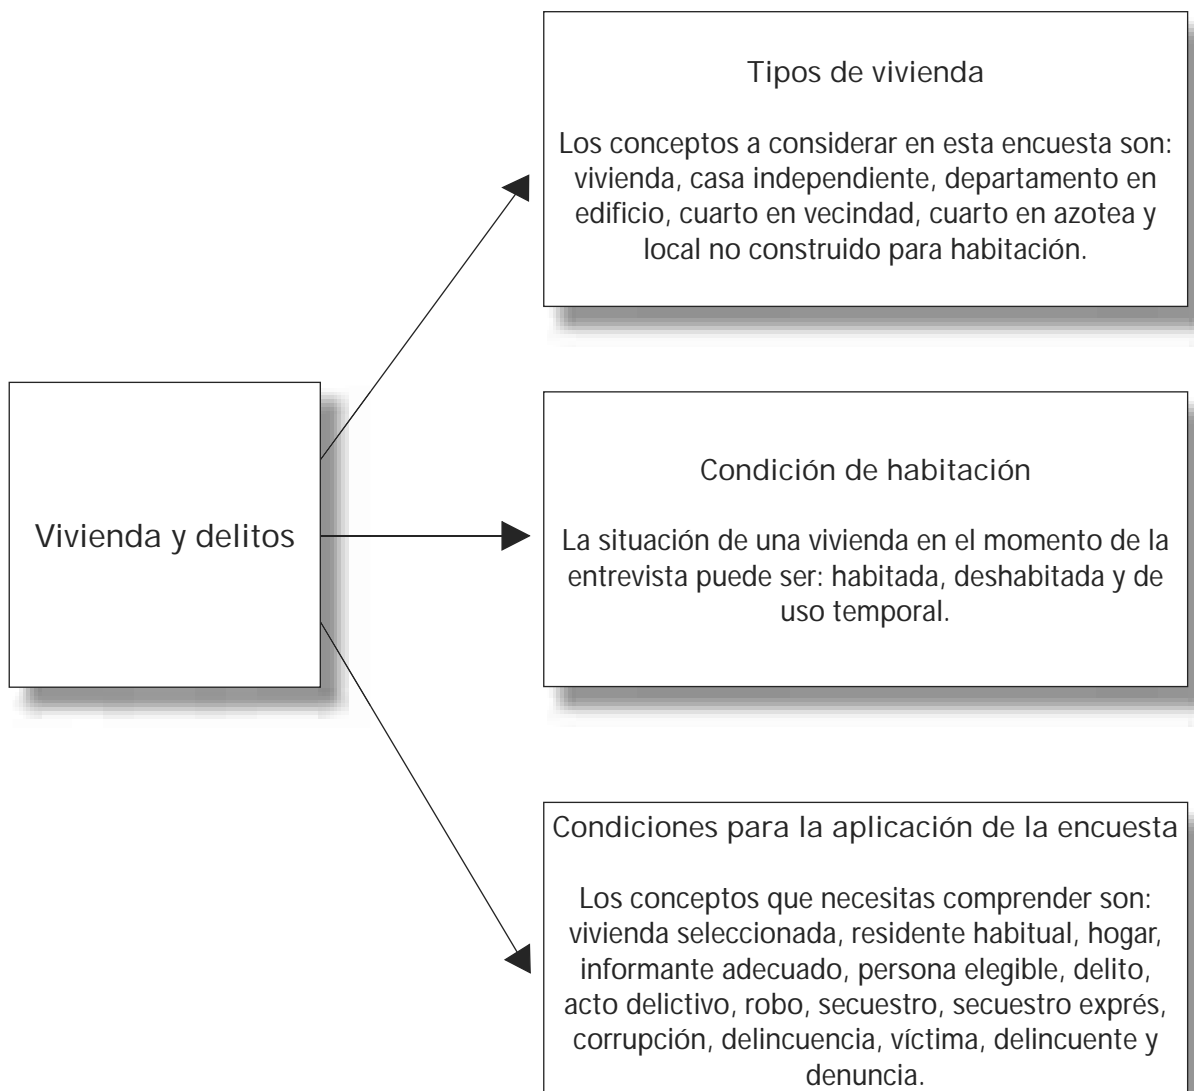 Tipos de vivienda
Los conceptos a considerar en esta encuesta son:
vivienda, casa independiente, departamento en
edificio, cuarto en vecindad, cuarto en azotea y
local no construido para habitación.
Vivienda y delitos
Condición de habitación
La situación de una vivienda en el momento de la
entrevista puede ser: habitada, deshabitada y de
uso temporal.
Condiciones para la aplicación de la encuesta
Los conceptos que necesitas comprender son:
vivienda seleccionada, residente habitual, hogar,
informante adecuado, persona elegible, delito,
acto delictivo, robo, secuestro, secuestro exprés,
corrupción, delincuencia, víctima, delincuente y
denuncia.